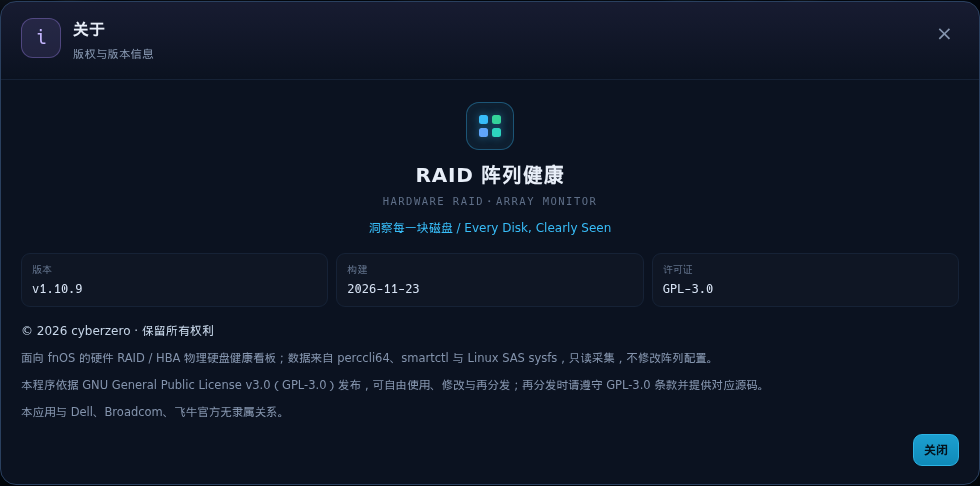 i
关于
版权与版本信息
×
RAID 阵列健康
HARDWARE RAID · ARRAY MONITOR
洞察每一块磁盘 / Every Disk, Clearly Seen
版本
v1.10.9
构建
2026-11-23
许可证
GPL-3.0
© 2026 cyberzero · 保留所有权利
面向 fnOS 的硬件 RAID / HBA 物理硬盘健康看板；数据来自 perccli64、smartctl 与 Linux SAS sysfs，只读采集，不修改阵列配置。
本程序依据 GNU General Public License v3.0（GPL-3.0）发布，可自由使用、修改与再分发；再分发时请遵守 GPL-3.0 条款并提供对应源码。
本应用与 Dell、Broadcom、飞牛官方无隶属关系。
关闭